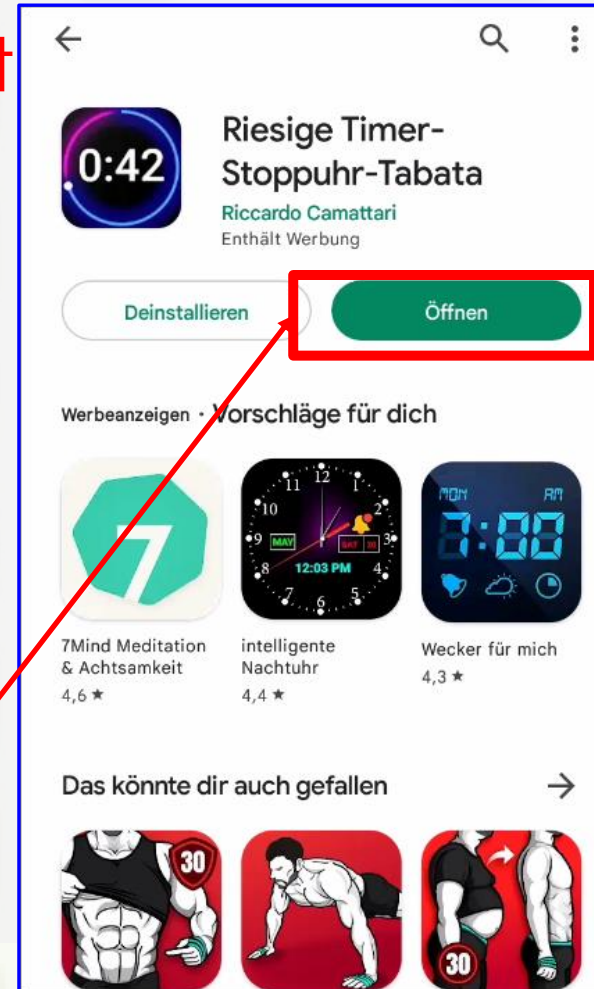 0:42
Riesige Timer-
Stoppuhr-Tabata
Riccardo Camattari
Enthält Werbung
Deinstallieren
Öffnen
Werbeanzeigen · Vorschläge für dich
7
12
11
1
10
2
9
MAY
SAT 10
3
8
12:03 PM
4
7
6
5
MON
AM
7:00
7Mind Meditation
& Achtsamkeit
4,6 ★
intelligente
Nachtuhr
4,4 ★
Wecker für mich
4,3 ★
Das könnte dir auch gefallen
30
30